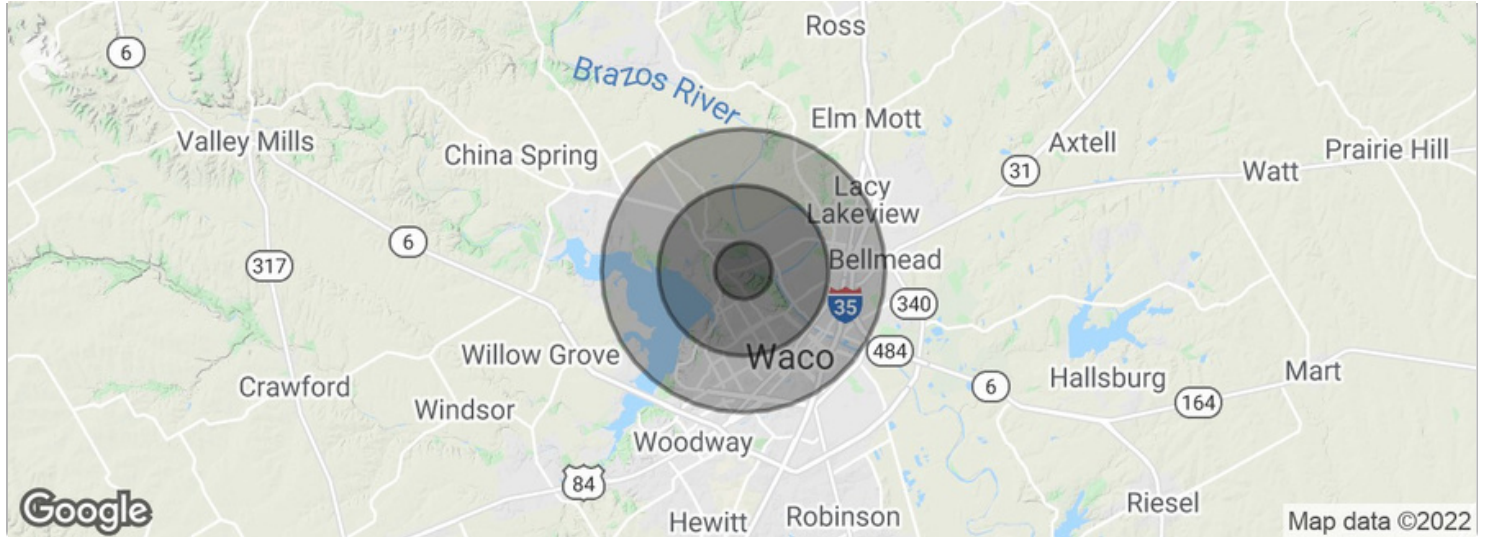 Ross
6
Brazos River
Elm Mott
Valley Mills
China Spring
Axtell
Prairie Hill
31
Watt
Lacy
Lakeview
6
317
Bellmead
35
340
Willow Grove
Waco
484
Crawford
6
Hallsburg
Mart
Windsor
164
Woodway
84
Riesel
Google
Hewitt
Robinson
Map data ©2022